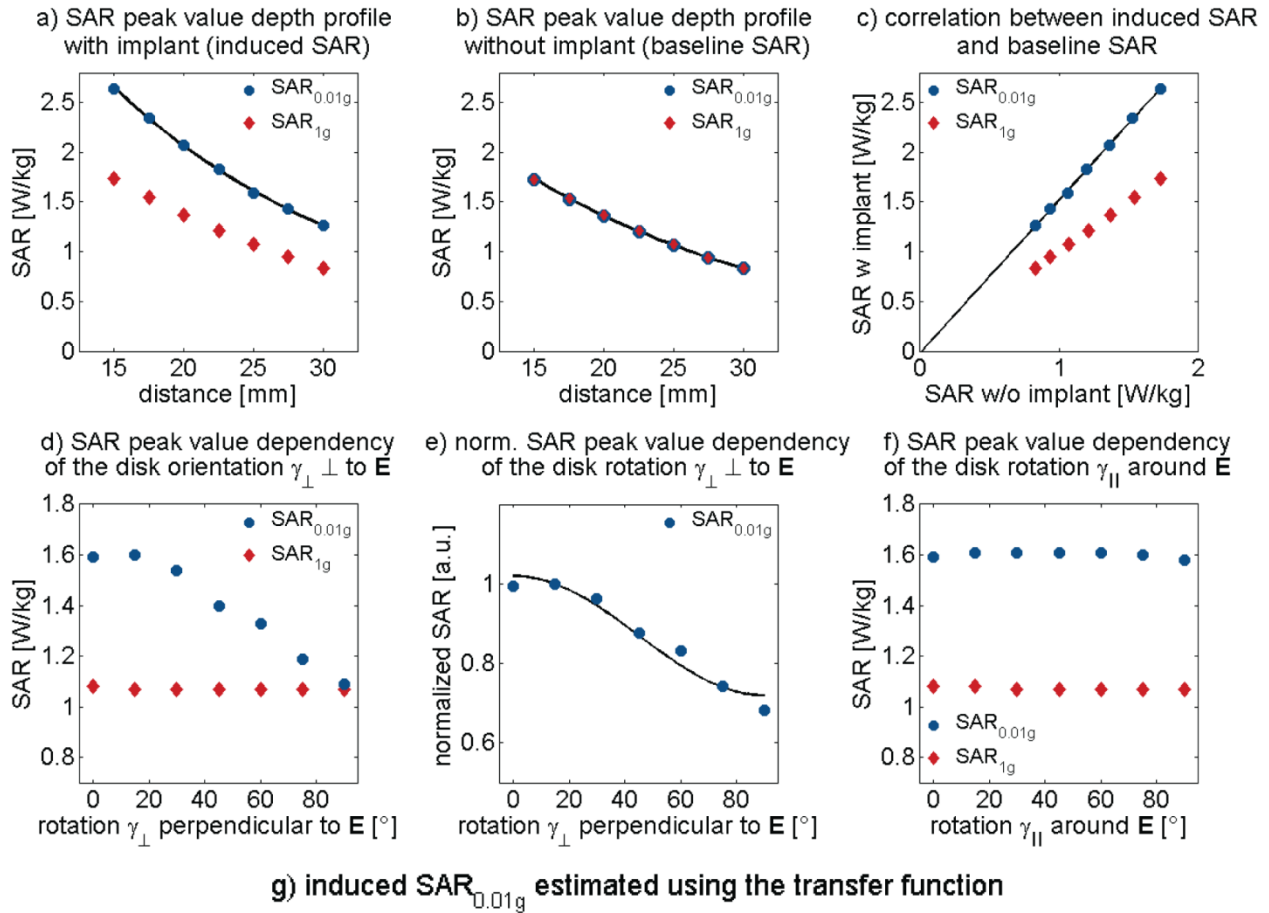 a) SAR peak value depth profile
with implant (induced SAR)
SAR [W/kg]
2.5
2
1.5
1
0.5
0
SAR0.01g
SAR1g
15 20 25 30
distance [mm]
b) SAR peak value depth profile
without implant (baseline SAR)
SAR [W/kg]
2.5
2
1.5
1
0.5
0
SAR0.01g
SAR1g
15 20 25 30
distance [mm]
c) correlation between induced SAR
and baseline SAR
SAR w implant [W/kg]
2.5
2
1.5
1
0.5
0
SAR0.01g
SAR1g
0 1 2
SAR w/o implant [W/kg]
d) SAR peak value dependency
of the disk orientation γ⊥ ⊥ to E
SAR [W/kg]
1.8
1.6
1.4
1.2
1
0.8
SAR0.01g
SAR1g
0 20 40 60 80
rotation γ⊥ perpendicular to E [°]
e) norm. SAR peak value dependency
of the disk rotation γ⊥ ⊥ to E
normalized SAR [a.u.]
1
0.8
0.6
SAR0.01g
0 20 40 60 80
rotation γ⊥ perpendicular to E [°]
f) SAR peak value dependency
of the disk rotation γ|| around E
SAR [W/kg]
1.8
1.6
1.4
1.2
1
0.8
SAR0.01g
SAR1g
0 20 40 60 80
rotation γ|| around E [°]
g) induced SAR0.01g estimated using the transfer function